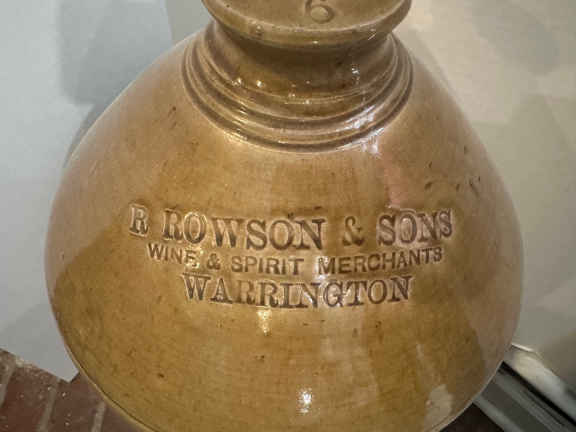 6
R ROWSON & SONS
WINE & SPIRIT MERCHANTS
WARRINGTON